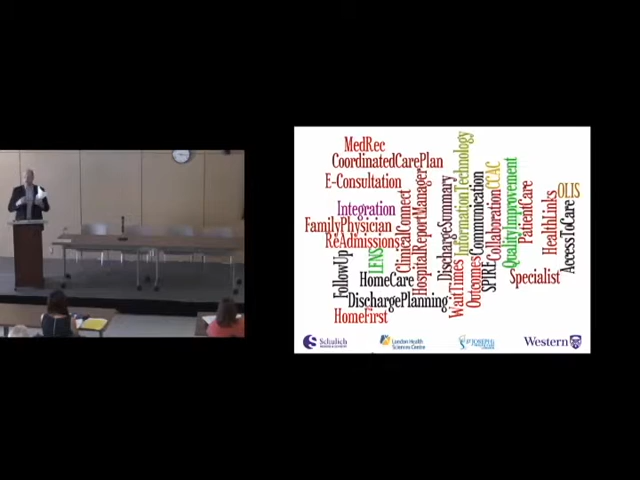 MedRec
CoordinatedCarePlan
E-Consultation
Integration
FamilyPhysician
ReAdmissions
LENS
FollowUp
HomeCare
DischargePlanning
HomeFirst
ClinicalConnect
HospitalReportManager
DischargeSummary
WaitTimes
InformationTechnology
Outcomes
Communication
SPIRE
CCAC
Collaboration
QualityImprovement
PatientCare
Specialist
HealthLinks
OLIS
AccessToCare
Schulich
London Health
Sciences Centre
ST JOSEPH'S
Western